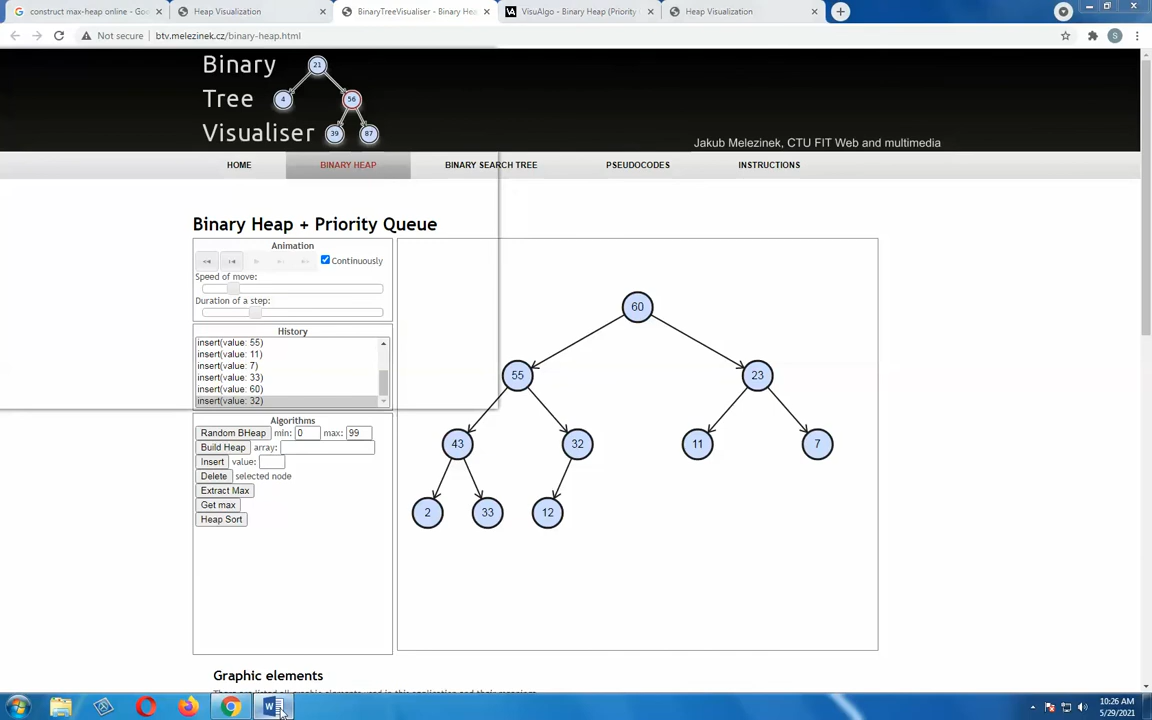 construct max-heap online - Goo
Heap Visualization
BinaryTreeVisualiser - Binary Hea
VisuAlgo - Binary Heap (Priority
Heap Visualization
Not secure
btv.melezinek.cz/binary-heap.html
S
Binary
Tree
Visualiser
21
4
56
39
87
Jakub Melezinek, CTU FIT Web and multimedia
HOME
BINARY HEAP
BINARY SEARCH TREE
PSEUDOCODES
INSTRUCTIONS
Binary Heap + Priority Queue
Animation
Continuously
Speed of move:
Duration of a step:
History
insert(value: 55)
insert(value: 11)
insert(value: 7)
insert(value: 33)
insert(value: 60)
insert(value: 32)
Algorithms
Random BHeap min: 0 max: 99
Build Heap array:
Insert value:
Delete selected node
Extract Max
Get max
Heap Sort
60
55
23
43
32
11
7
2
33
12
Graphic elements
10:26 AM
5/29/2021